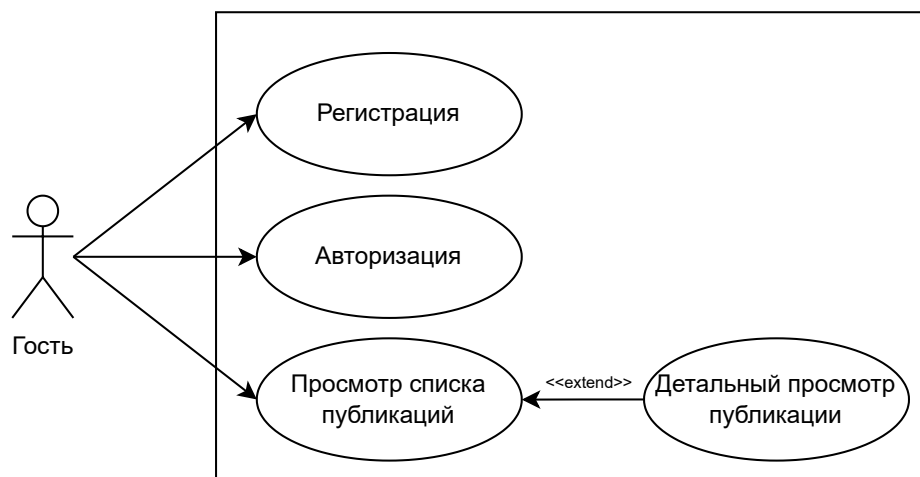 Регистрация
Авторизация
Гость
Просмотр списка
публикаций
<<extend>>
Детальный просмотр
публикации